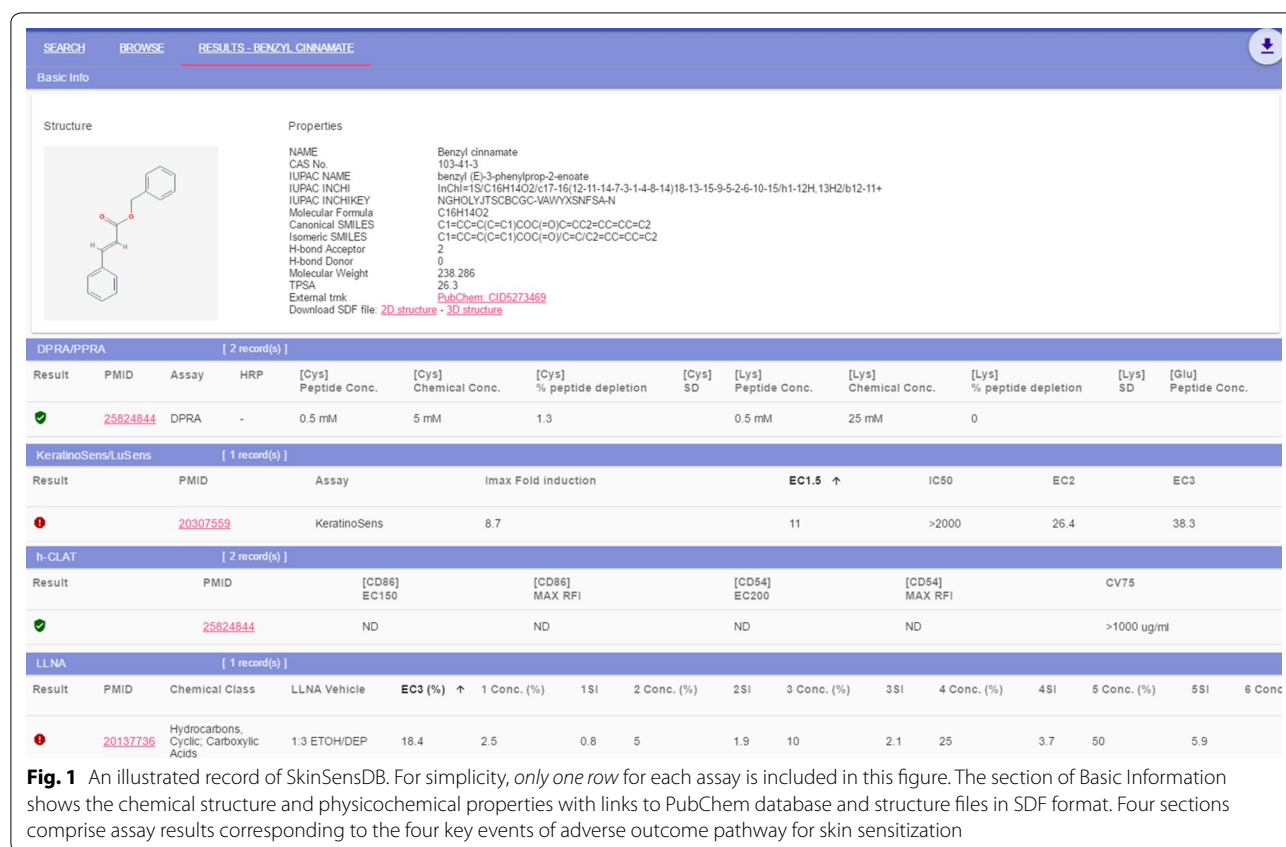 SEARCH BROWSE RESULTS - BENZYL CINNAMATE
Basic Info
Structure
Properties
NAME Benzyl cinnamate
CAS No. 103-41-3
IUPAC NAME benzyl (E)-3-phenylprop-2-enoate
IUPAC INCHI InChI=1S/C16H14O2/c17-16(12-11-14-7-3-1-4-8-14)18-13-15-9-5-2-6-10-15/h1-12H,13H2/b12-11+
IUPAC INCHIKEY NGHOLYJTSCBCGC-VAWYXSNFSA-N
Molecular Formula C16H14O2
Canonical SMILES C1=CC=C(C=C1)COC(=O)C=CC2=CC=CC=C2
Isomeric SMILES C1=CC=C(C=C1)COC(=O)/C=C/C2=CC=CC=C2
H-bond Acceptor 2
H-bond Donor 0
Molecular Weight 238.286
TPSA 26.3
External trnk PubChem: CID5273469
Download SDF file: 2D structure - 3D structure
O
O
H
H
DPRA/PPRA [ 2 record(s) ]
Result PMID Assay HRP [Cys] [Cys] [Cys] [Cys] [Lys] [Lys] [Lys] [Lys] [Glu]
Peptide Conc. Chemical Conc. % peptide depletion SD Peptide Conc. Chemical Conc. % peptide depletion SD Peptide Conc.
25824844 DPRA - 0.5 mM 5 mM 1.3 0.5 mM 25 mM 0
KeratinoSens/LuSens [ 1 record(s) ]
Result PMID Assay Imax Fold induction EC1.5 ↑ IC50 EC2 EC3
20307559 KeratinoSens 8.7 11 >2000 26.4 38.3
h-CLAT [ 2 record(s) ]
Result PMID [CD86] [CD86] [CD54] [CD54] CV75
EC150 MAX RFI EC200 MAX RFI
25824844 ND ND ND ND >1000 ug/ml
LLNA [ 1 record(s) ]
Result PMID Chemical Class LLNA Vehicle EC3 (%) ↑ 1 Conc. (%) 1SI 2 Conc. (%) 2SI 3 Conc. (%) 3SI 4 Conc. (%) 4SI 5 Conc. (%) 5SI 6 Conc
Hydrocarbons,
20137736 Cyclic; Carboxylic 1:3 ETOH/DEP 18.4 2.5 0.8 5 1.9 10 2.1 25 3.7 50 5.9
Acids
Fig. 1 An illustrated record of SkinSensDB. For simplicity, only one row for each assay is included in this figure. The section of Basic Information
shows the chemical structure and physicochemical properties with links to PubChem database and structure files in SDF format. Four sections
comprise assay results corresponding to the four key events of adverse outcome pathway for skin sensitization